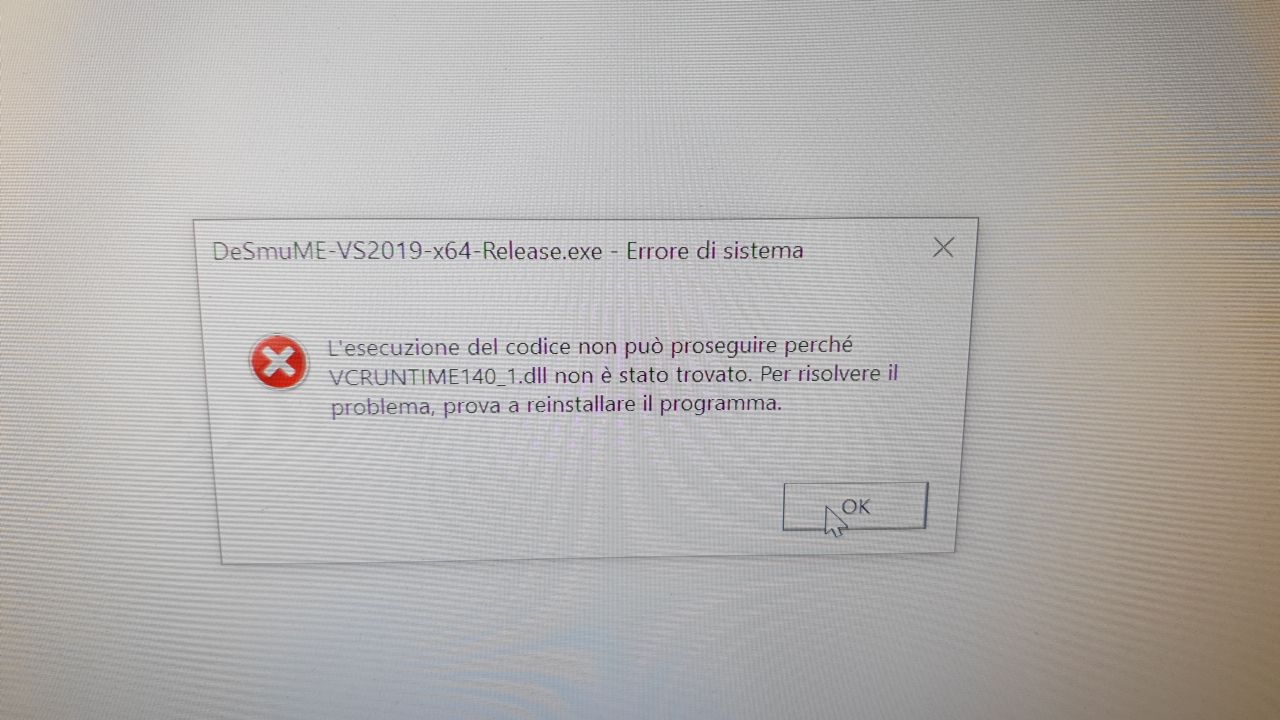 DeSmuME-VS2019-x64-Release.exe - Errore di sistema
L'esecuzione del codice non può proseguire perché
VCRUNTIME140_1.dll non è stato trovato. Per risolvere il
problema, prova a reinstallare il programma.
OK